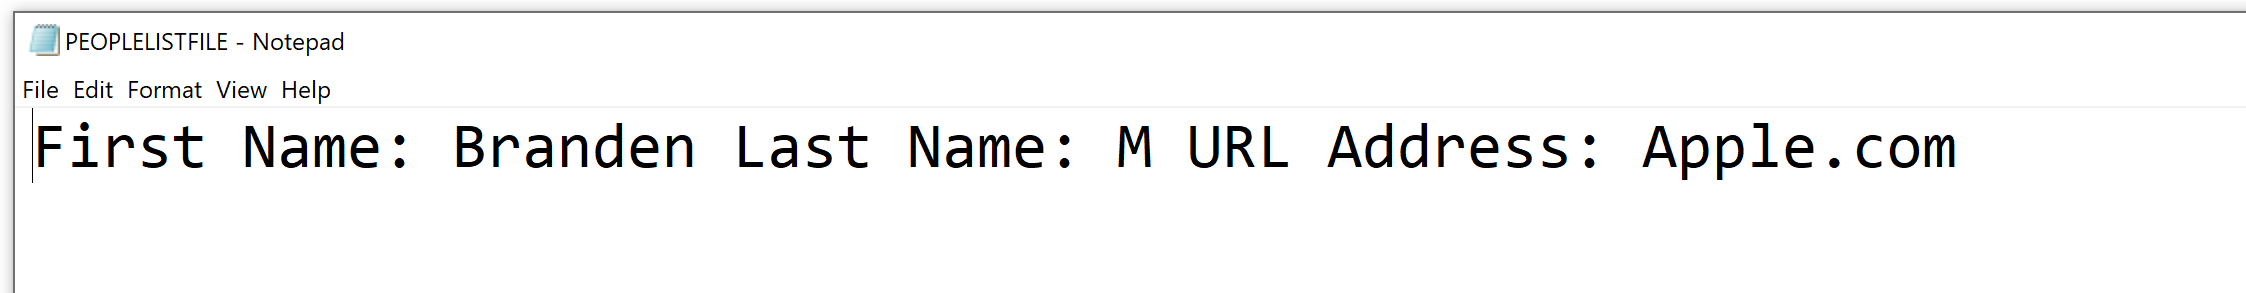 PEOPLELISTFILE - Notepad
File Edit Format View Help
First Name: Branden Last Name: M URL Address: Apple.com